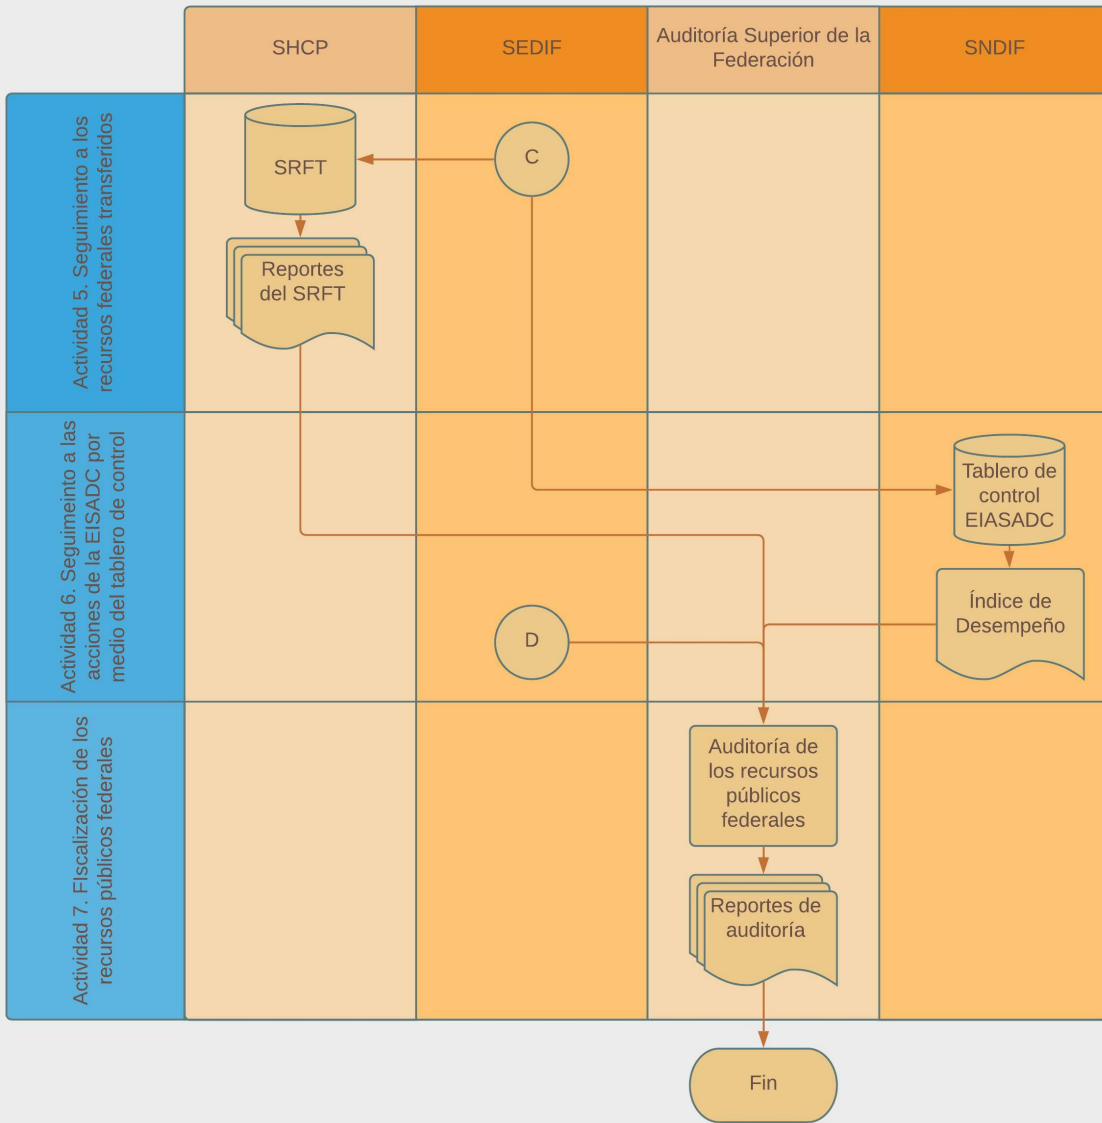 SHCP
SEDIF
Auditoría Superior de la
Federación
SNDIF
Actividad 5. Seguimiento a los
recursos federales transferidos
SRFT
C
Reportes
del SRFT
Actividad 6. Seguimeinto a las
acciones de la EISADC por
medio del tablero de control
Tablero de
control
EIASADC
D
Índice de
Desempeño
Actividad 7. FIscalización de los
recursos públicos federales
Auditoría de
los recursos
públicos
federales
Reportes de
auditoría
Fin